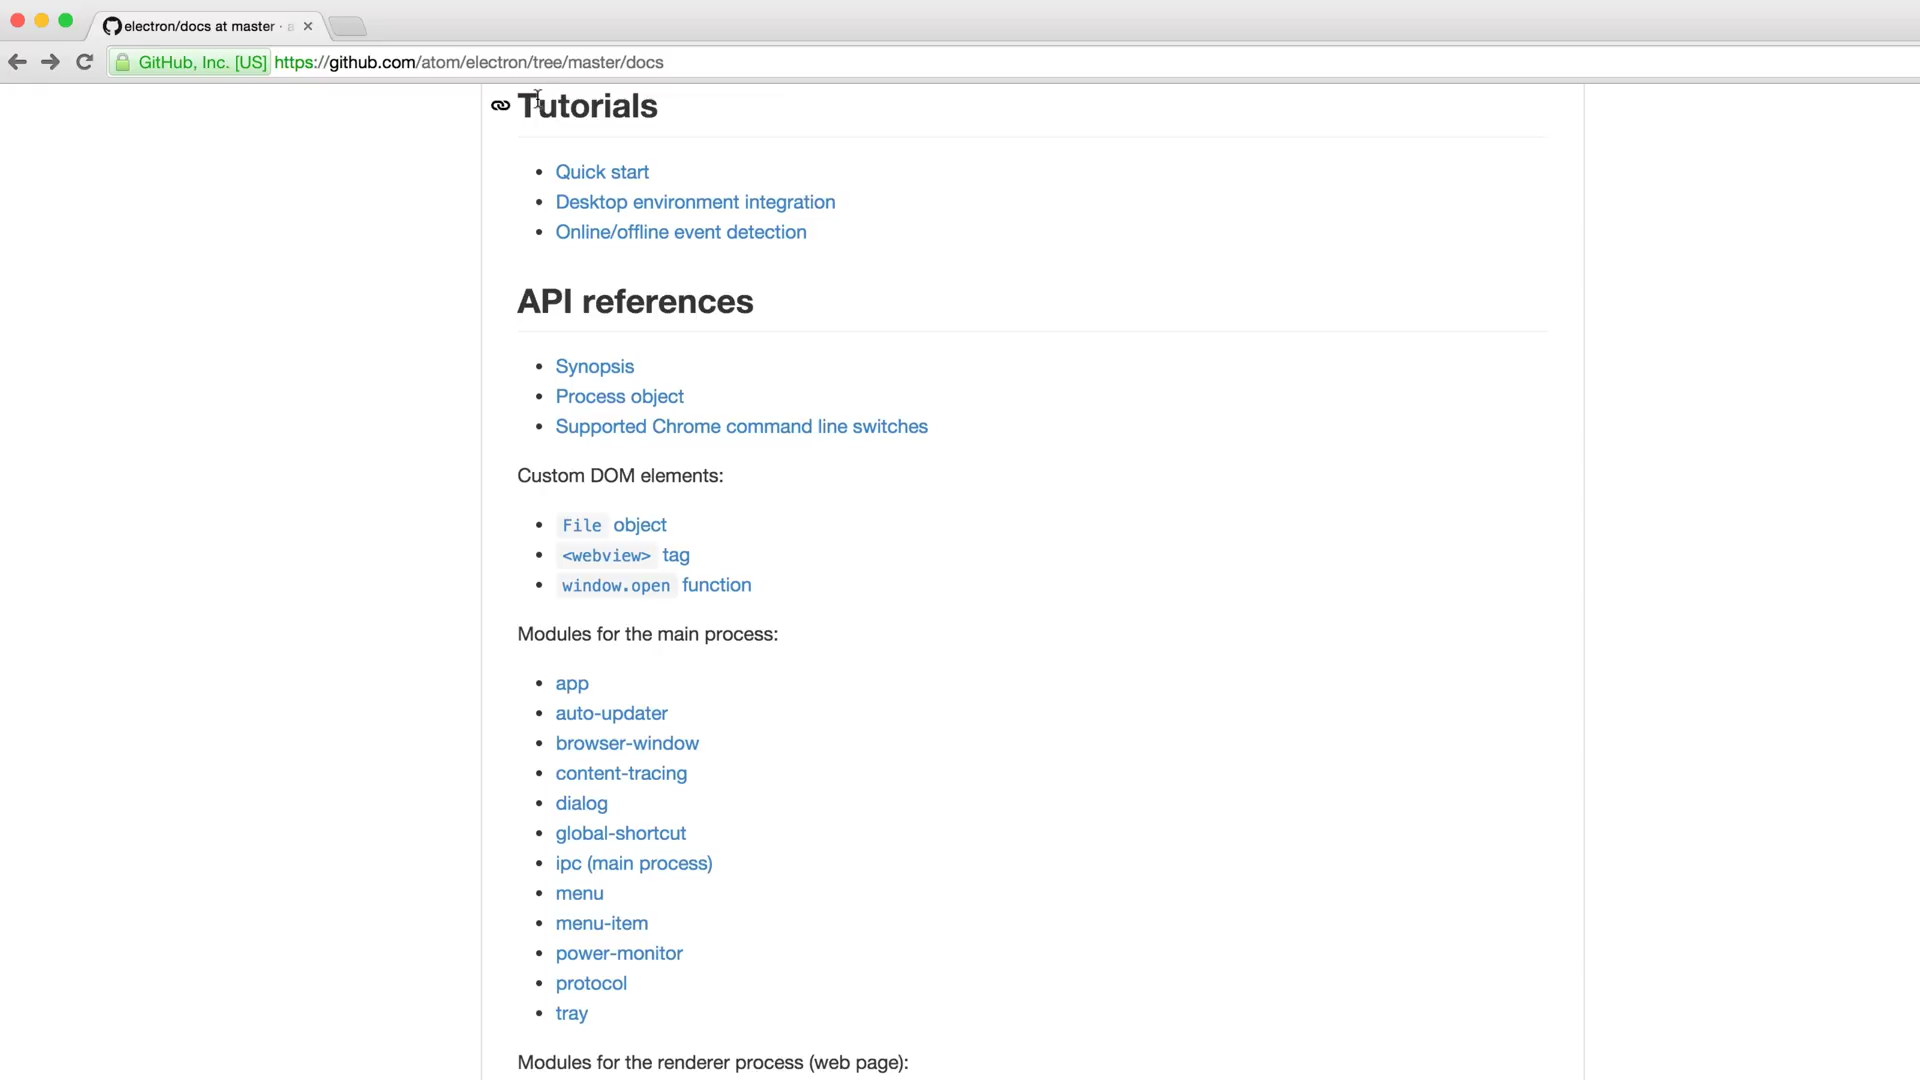 electron/docs at master · a
GitHub, Inc. [US] https://github.com/atom/electron/tree/master/docs
Tutorials
Quick start
Desktop environment integration
Online/offline event detection
API references
Synopsis
Process object
Supported Chrome command line switches
Custom DOM elements:
File object
<webview> tag
window.open function
Modules for the main process:
app
auto-updater
browser-window
content-tracing
dialog
global-shortcut
ipc (main process)
menu
menu-item
power-monitor
protocol
tray
Modules for the renderer process (web page):